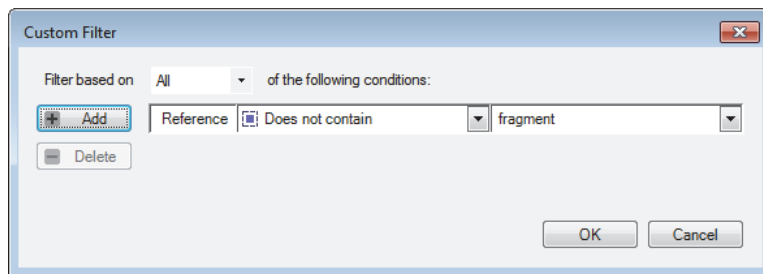 Custom Filter
Filter based on All of the following conditions:
Add Reference Does not contain fragment
Delete
OK Cancel